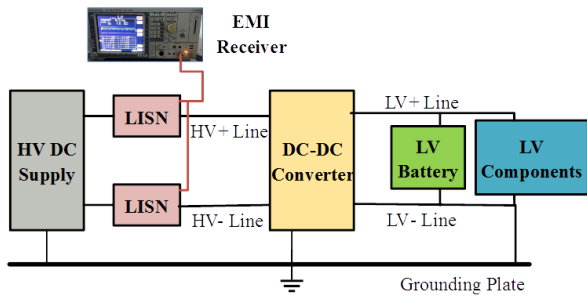 EMI
Receiver
HV DC
Supply
LISN
HV+ Line
LISN
HV- Line
DC-DC
Converter
LV+ Line
LV
Battery
LV
Components
LV- Line
Grounding Plate